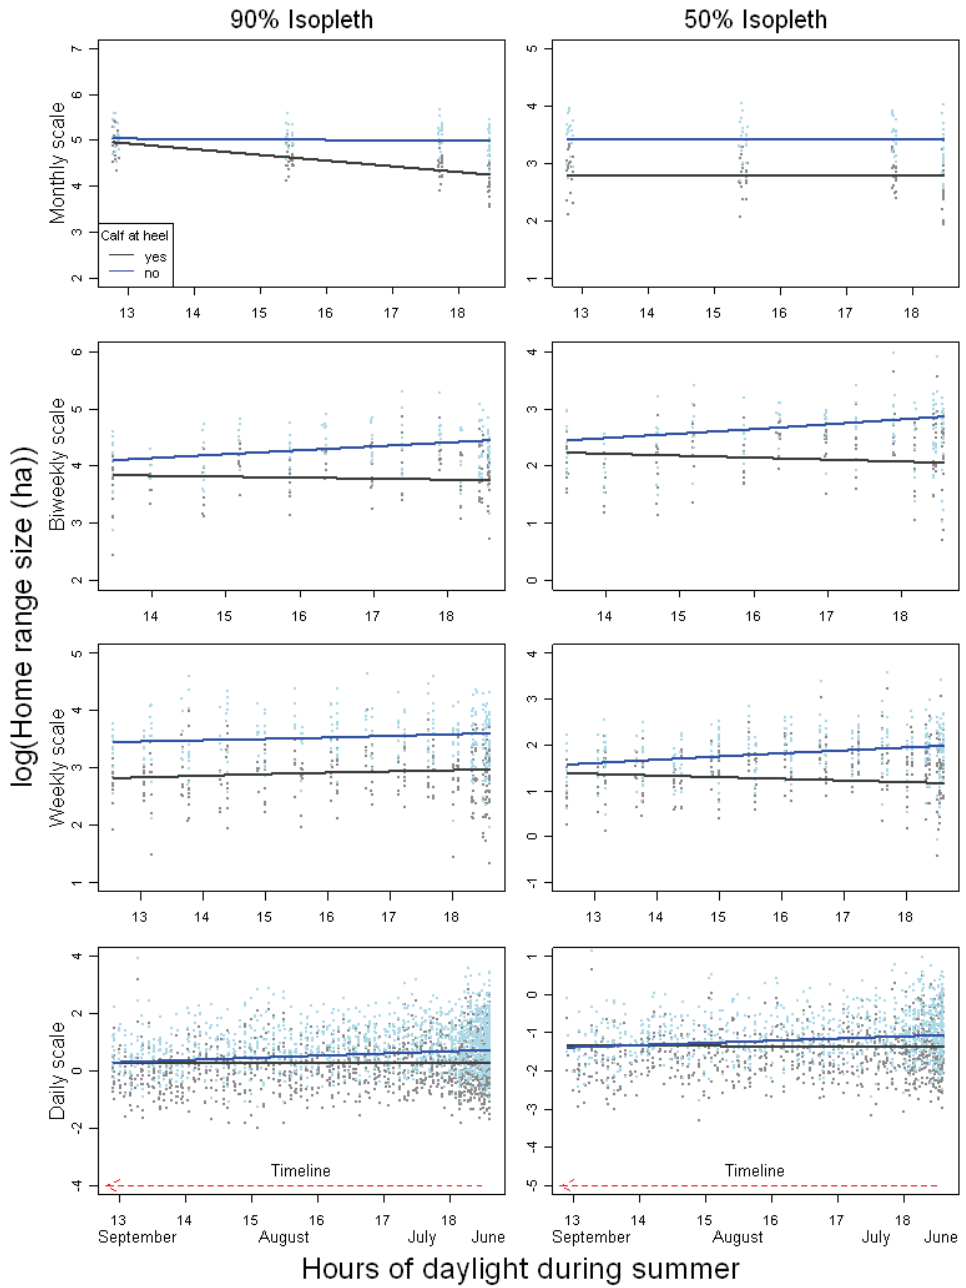 90% Isopleth
50% Isopleth
log(Home range size (ha))
Monthly scale
7
6
5
4
3
2
Calf at heel
yes
no
13 14 15 16 17 18
5
4
3
2
1
13 14 15 16 17 18
Biweekly scale
6
5
4
3
2
14 15 16 17 18
4
3
2
1
0
14 15 16 17 18
Weekly scale
5
4
3
2
1
13 14 15 16 17 18
4
3
2
1
0
-1
13 14 15 16 17 18
Daily scale
4
2
0
-2
-4
Timeline
13 14 15 16 17 18
September August July June
1
0
-1
-2
-3
-4
-5
Timeline
13 14 15 16 17 18
September August July June
Hours of daylight during summer